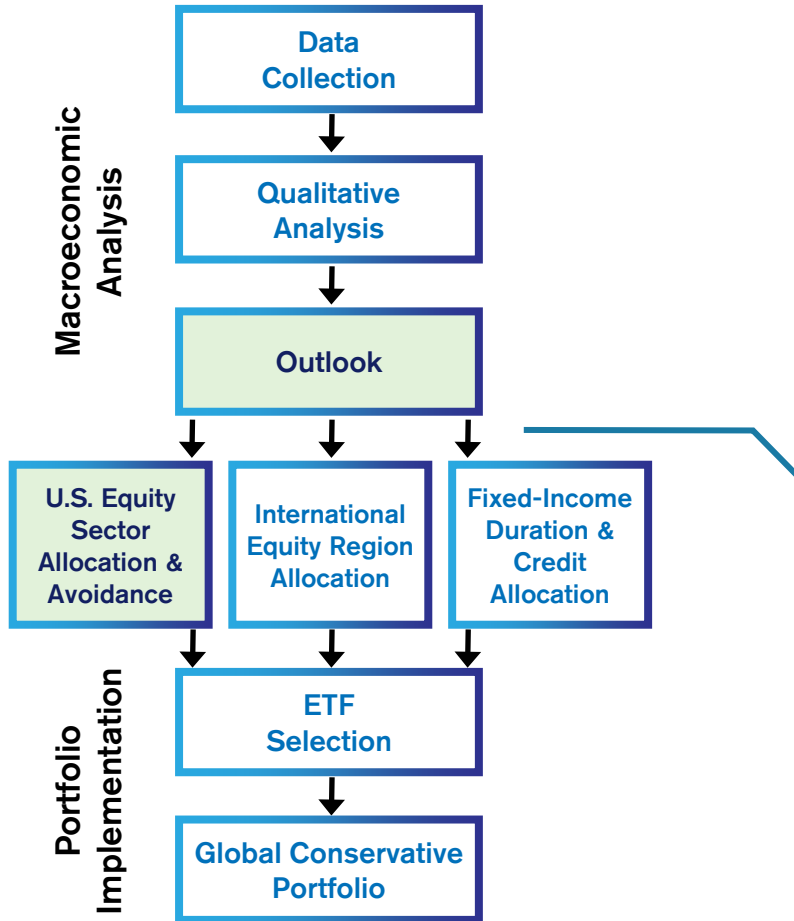 Macroeconomic
Analysis
Data
Collection
Qualitative
Analysis
Outlook
U.S. Equity
Sector
Allocation &
Avoidance
International
Equity Region
Allocation
Fixed-Income
Duration &
Credit
Allocation
Portfolio
Implementation
ETF
Selection
Global Conservative
Portfolio